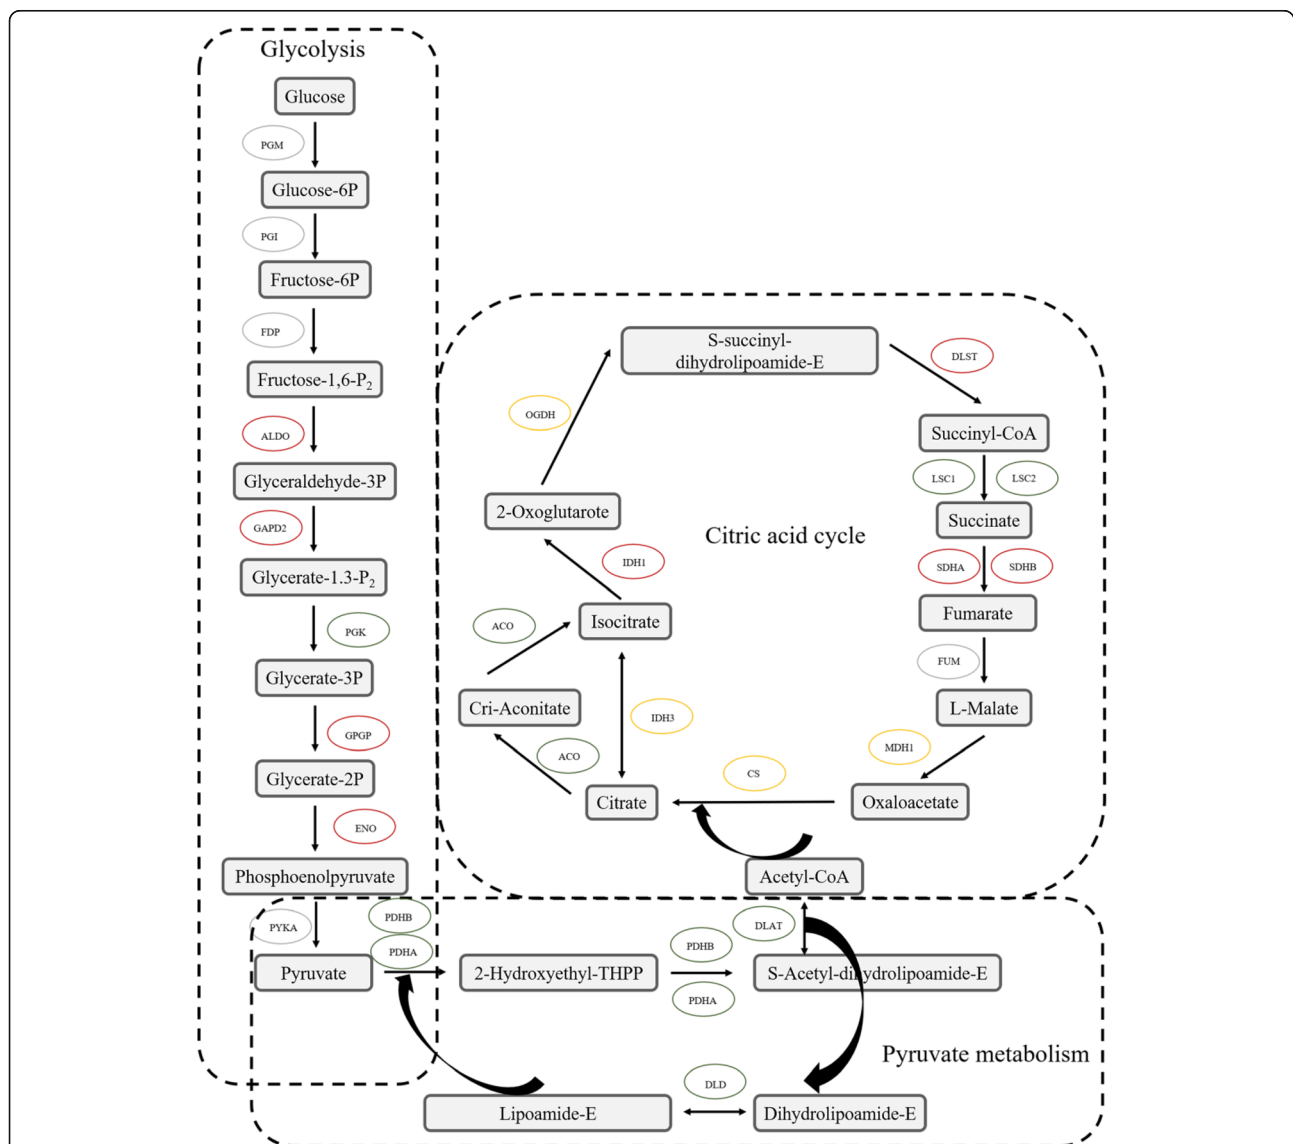 Glycolysis
Glucose
PGM
Glucose-6P
PGI
Fructose-6P
FDP
Fructose-1,6-P₂
ALDO
Glyceraldehyde-3P
GAPD2
Glycerate-1.3-P₂
PGK
Glycerate-3P
GPGP
Glycerate-2P
ENO
Phosphoenolpyruvate
PYKA
Pyruvate
S-succinyl-
dihydrolipoamide-E
DLST
OGDH
Succinyl-CoA
LSC1
LSC2
2-Oxoglutarote
Succinate
Citric acid cycle
IDH1
SDHA
SDHB
Isocitrate
Fumarate
ACO
FUM
Cri-Aconitate
IDH3
L-Malate
ACO
MDH1
CS
Citrate
Oxaloacetate
Acetyl-CoA
PDHB
PDHA
DLAT
PDHB
2-Hydroxyethyl-THPP
S-Acetyl-dihydrolipoamide-E
PDHA
Pyruvate metabolism
DLD
Lipoamide-E
Dihydrolipoamide-E